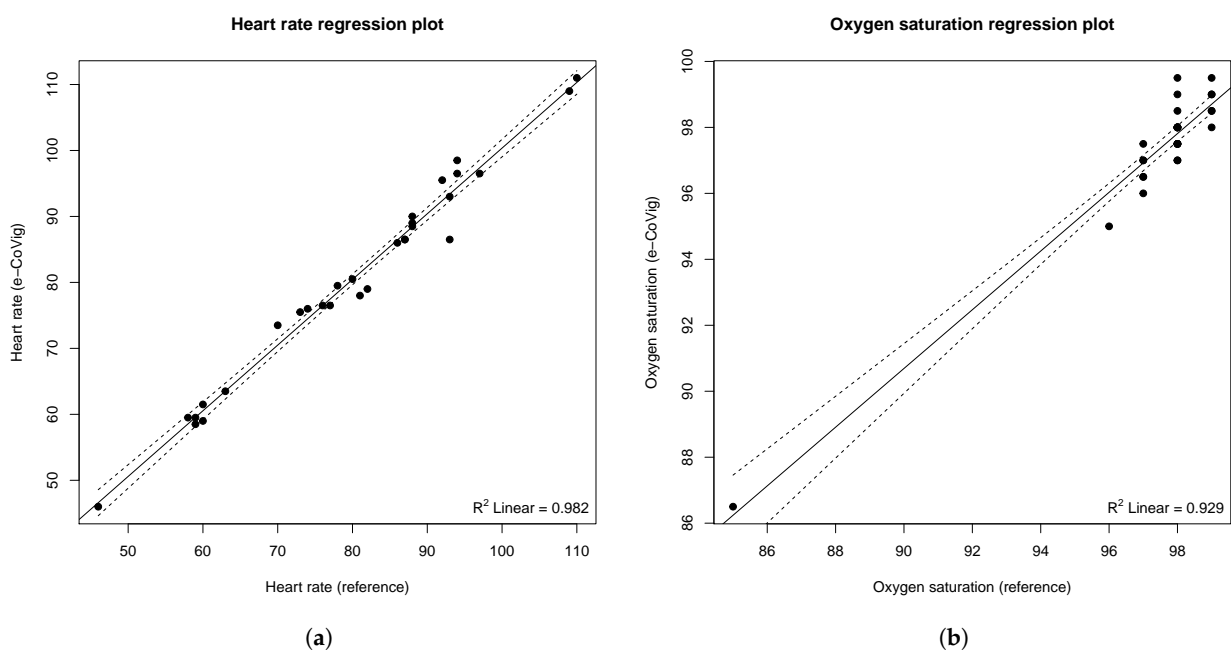 Heart rate regression plot
Heart rate (e−CoVig)
110
100
90
80
70
60
50
R² Linear = 0.982
50 60 70 80 90 100 110
Heart rate (reference)
(a)
Oxygen saturation regression plot
Oxygen saturation (e−CoVig)
100
98
96
94
92
90
88
86
R² Linear = 0.929
86 88 90 92 94 96 98
Oxygen saturation (reference)
(b)